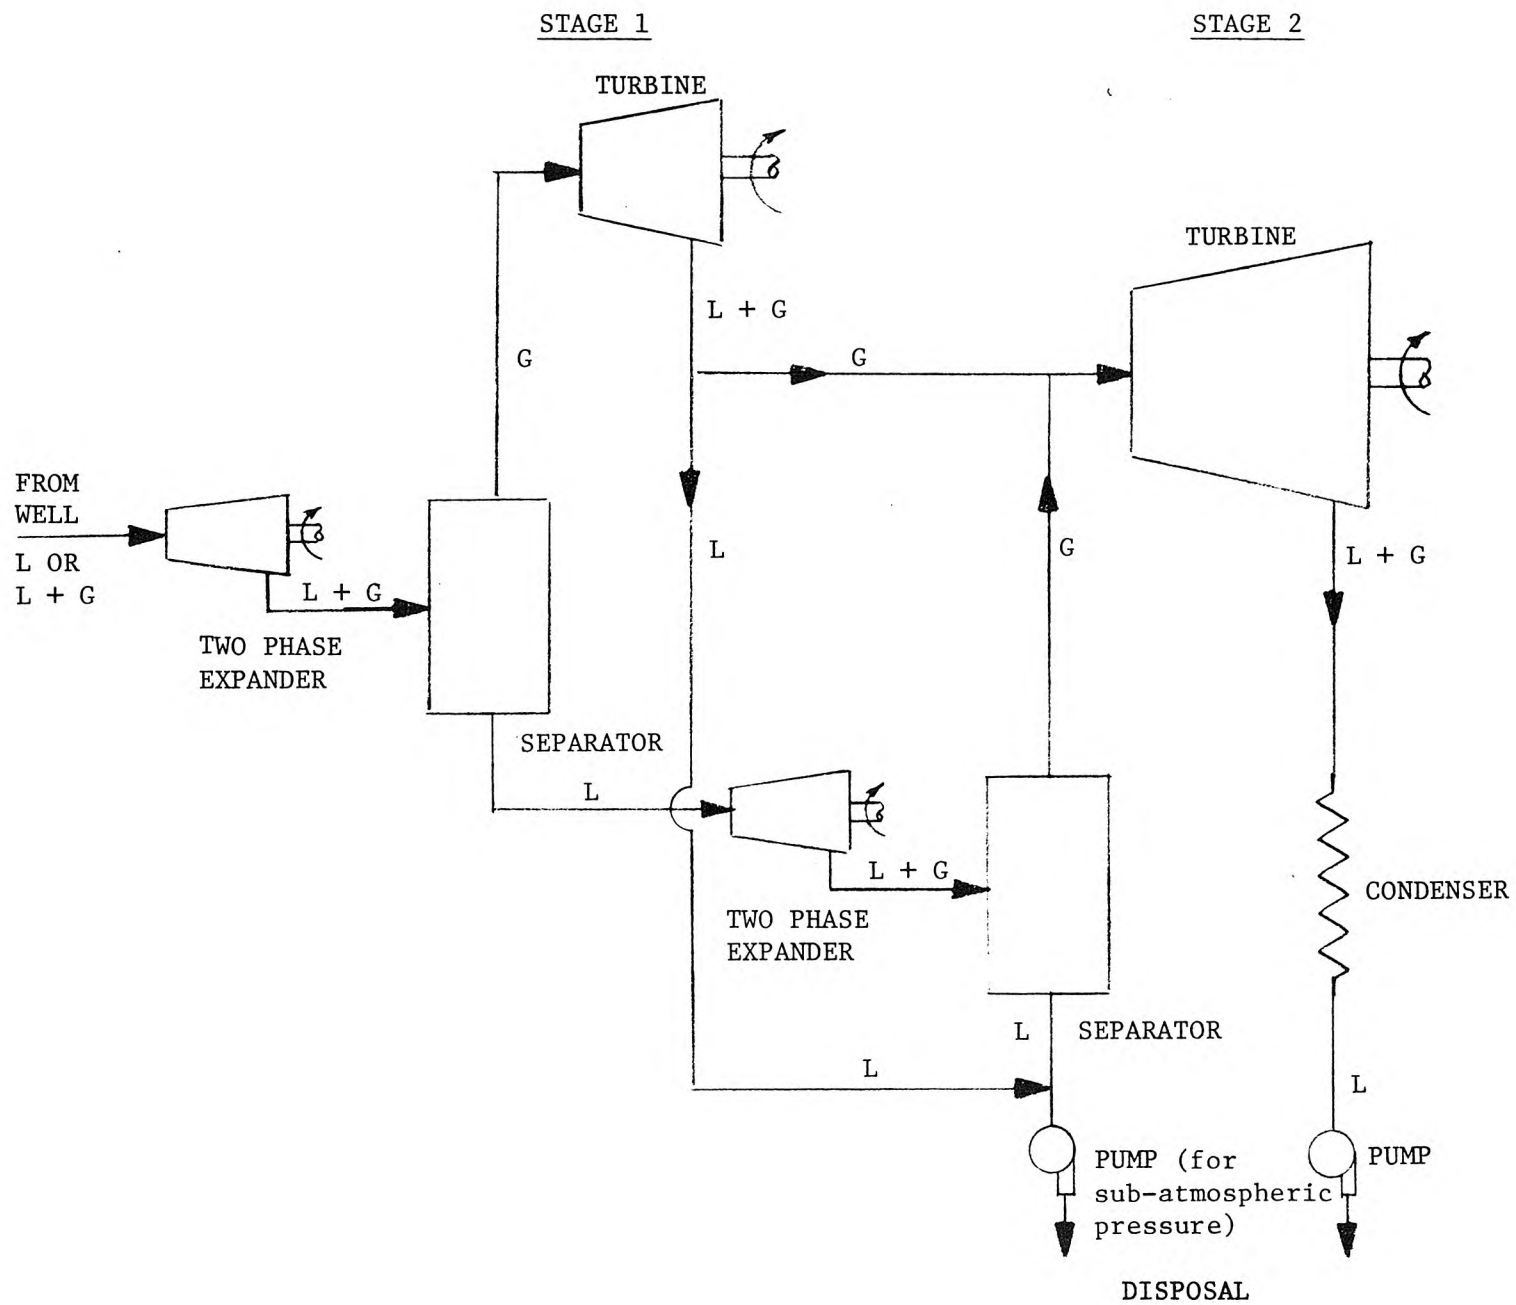 STAGE 1
STAGE 2
TURBINE
TURBINE
L + G
G
G
FROM
WELL
L OR
L + G
L + G
TWO PHASE
EXPANDER
L
G
L + G
SEPARATOR
L
L + G
TWO PHASE
EXPANDER
CONDENSER
L
SEPARATOR
L
L
PUMP (for
sub-atmospheric
pressure)
PUMP
DISPOSAL